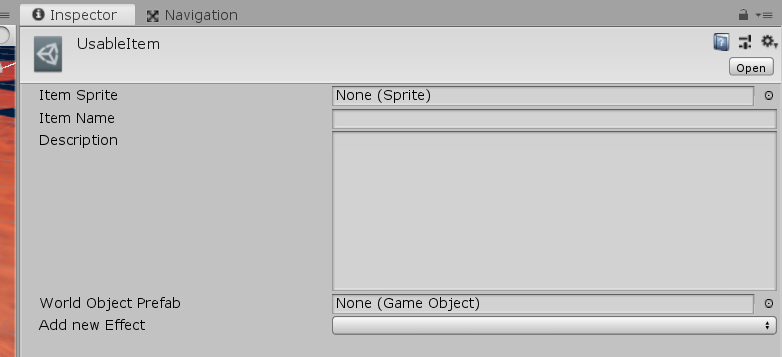 Inspector
Navigation
UsableItem
Open
Item Sprite
None (Sprite)
Item Name
Description
World Object Prefab
None (Game Object)
Add new Effect